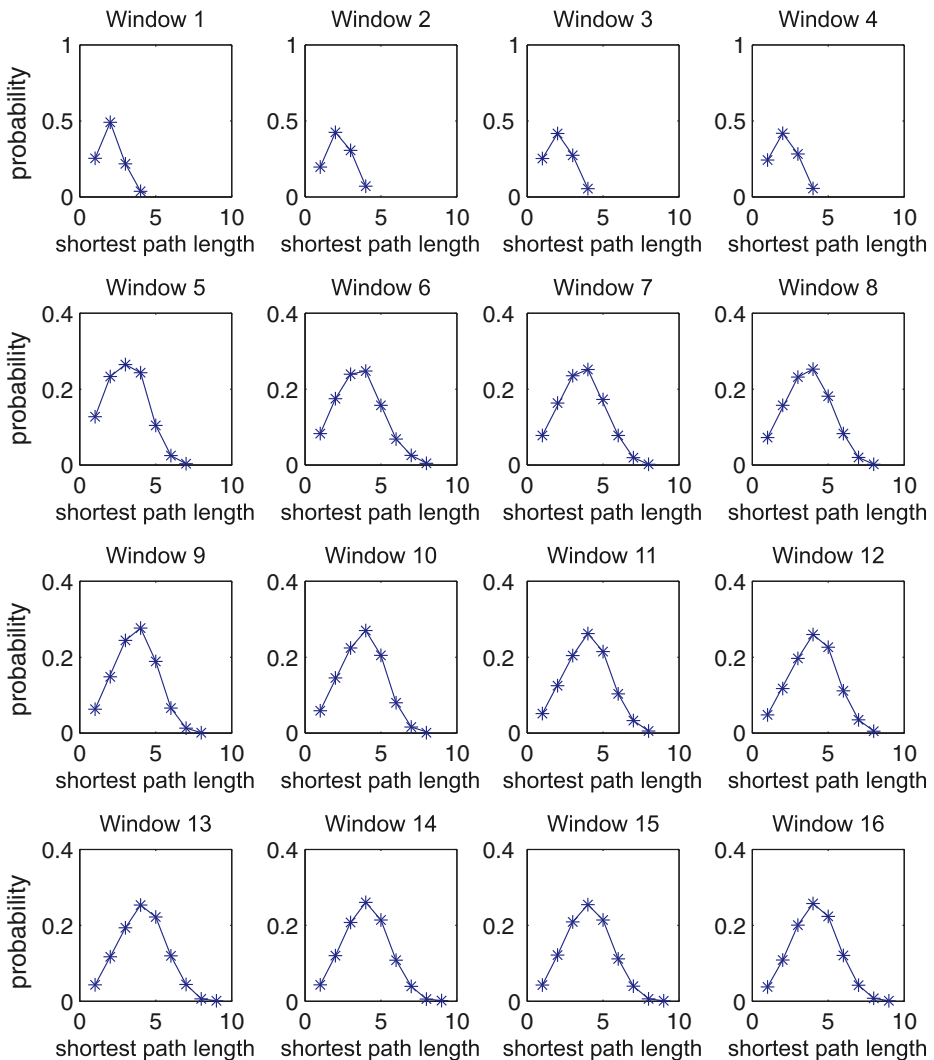 Window 1 Window 2 Window 3 Window 4
1 1 1 1
probability
0.5 0.5 0.5 0.5
0 0 0 0
0 5 10 0 5 10 0 5 10 0 5 10
shortest path length shortest path length shortest path length shortest path length
Window 5 Window 6 Window 7 Window 8
0.4 0.4 0.4 0.4
probability
0.2 0.2 0.2 0.2
0 0 0 0
0 5 10 0 5 10 0 5 10 0 5 10
shortest path length shortest path length shortest path length shortest path length
Window 9 Window 10 Window 11 Window 12
0.4 0.4 0.4 0.4
probability
0.2 0.2 0.2 0.2
0 0 0 0
0 5 10 0 5 10 0 5 10 0 5 10
shortest path length shortest path length shortest path length shortest path length
Window 13 Window 14 Window 15 Window 16
0.4 0.4 0.4 0.4
probability
0.2 0.2 0.2 0.2
0 0 0 0
0 5 10 0 5 10 0 5 10 0 5 10
shortest path length shortest path length shortest path length shortest path length